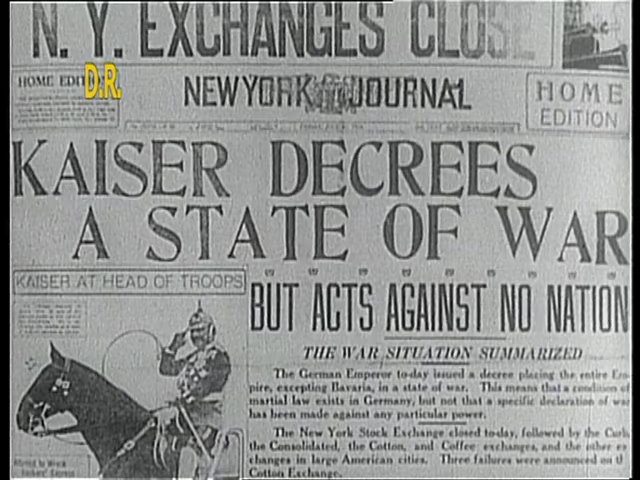 N. Y. EXCHANGES CLOSE
HOME
D.R.
NEW YORK JOURNAL
HOME
EDITION
KAISER DECREES
A STATE OF WAR
KAISER AT HEAD OF TROOPS
BUT ACTS AGAINST NO NATION
THE WAR SITUATION SUMMARIZED
The German Emperor to-day issued a decree placing the entire Em-
pire, excepting Bavaria, in a state of war. This means that a condition of
martial law exists in Germany, but not that a specific declaration of war
has been made against any particular power.
The New York Stock Exchange closed to-day, followed by the Curb,
the Consolidated, the Cotton, and Coffee exchanges, and the other ex
changes in large American cities. Three failures were announced on th
Cotton Exchange.